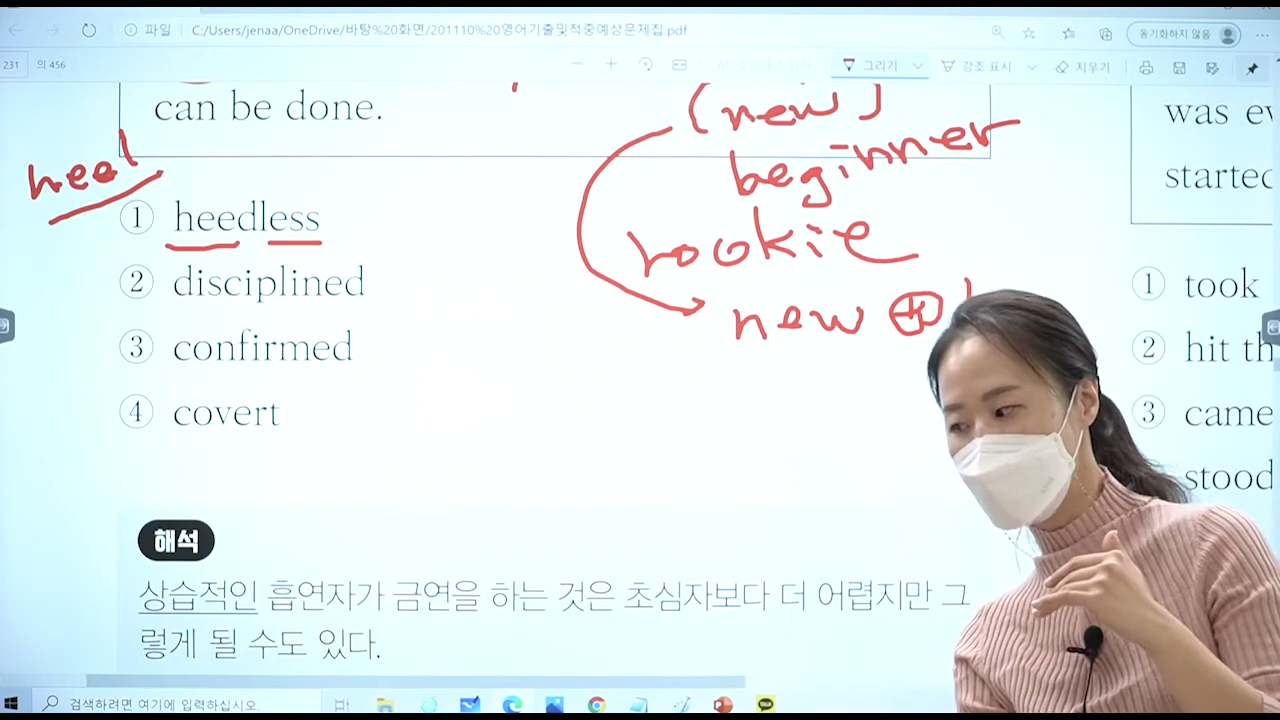 파일 C:/Users/jenaa/OneDrive/바탕%20화면/201110%20영어기출및적중예상문제집.pdf
동기화하지 않음
231 의 456
그리기
강조 표시
지우기
can be done.
(new)
beginner
rookie
new ⊕
heel
① heedless
② disciplined
③ confirmed
④ covert
해석
상습적인 흡연자가 금연을 하는 것은 초심자보다 더 어렵지만 그
렇게 될 수도 있다.
was
started
① took
② hit
③ came
stood
검색하려면 여기에 입력하십시오.